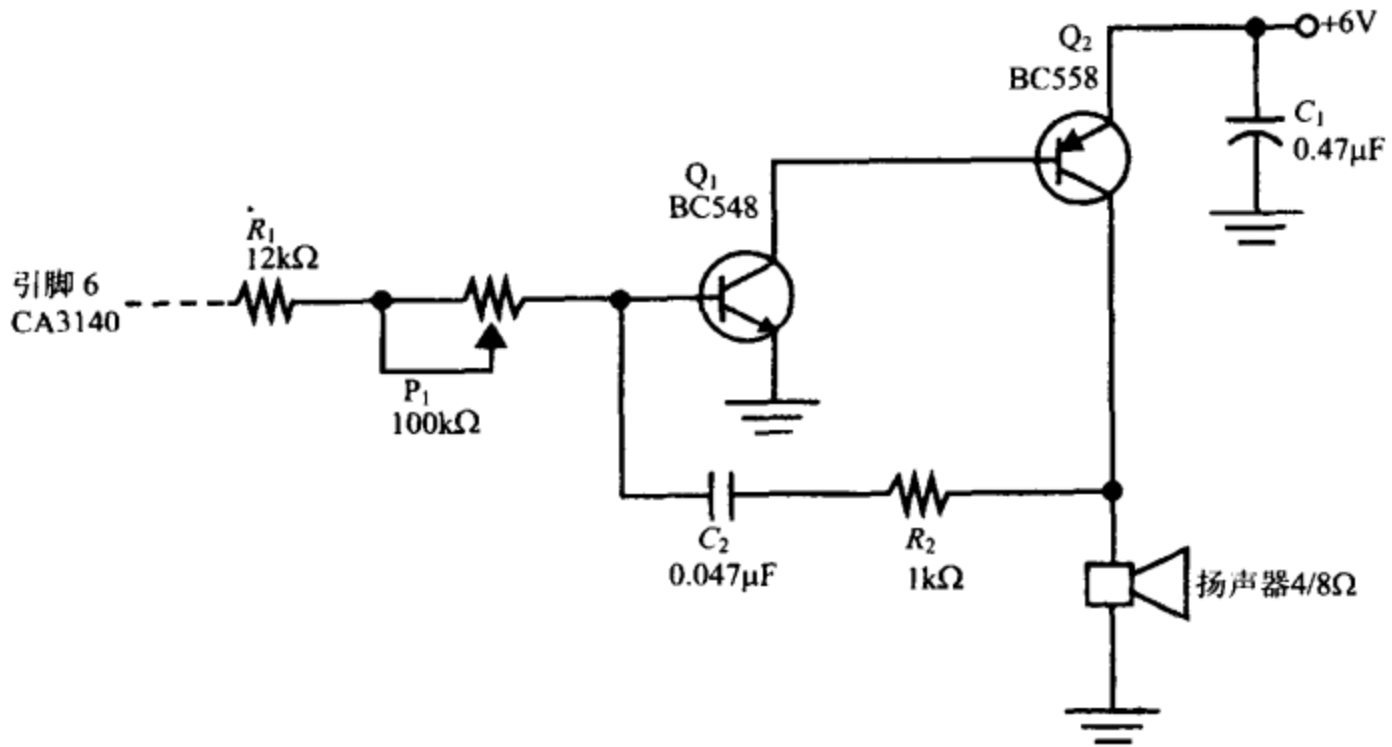 +6V
Q₂
BC558
C₁
0.47μF
Q₁
BC548
R₁
12kΩ
引脚 6
CA3140
P₁
100kΩ
C₂
0.047μF
R₂
1kΩ
扬声器4/8Ω